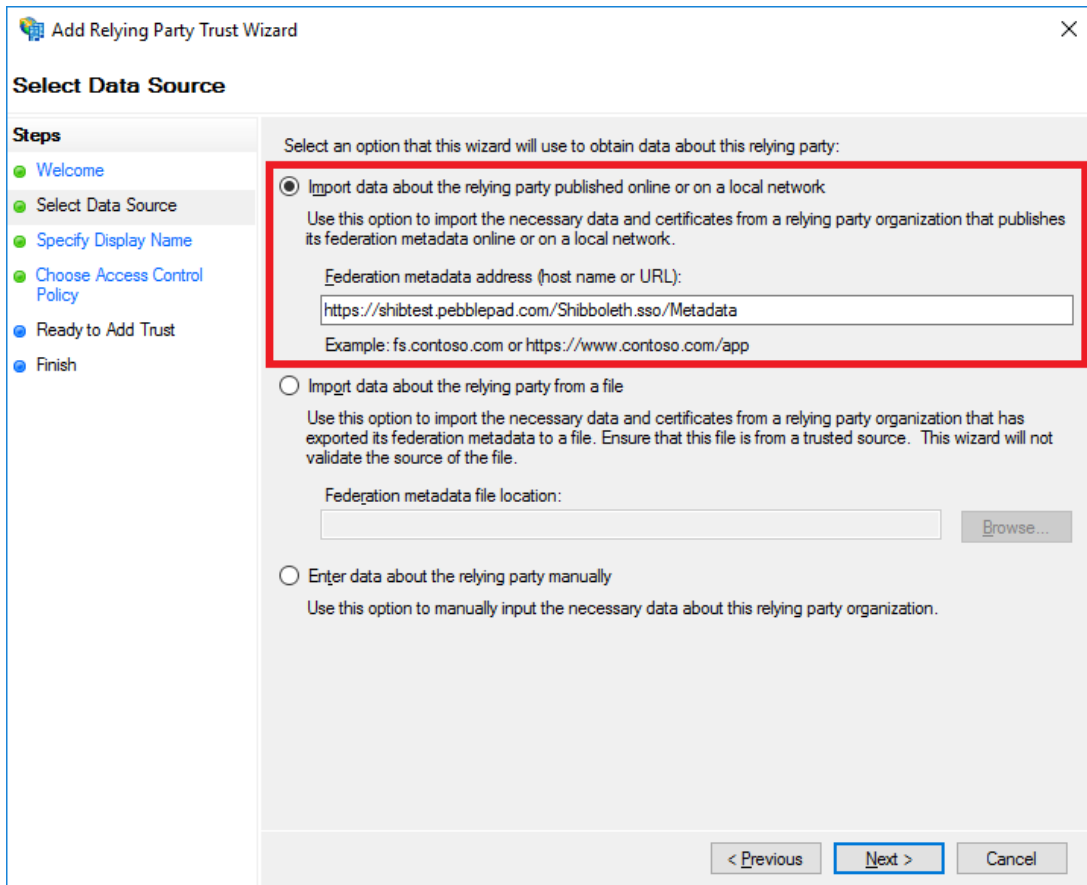 Add Relying Party Trust Wizard
Select Data Source
Steps
Welcome
Select Data Source
Specify Display Name
Choose Access Control
Policy
Ready to Add Trust
Finish
Select an option that this wizard will use to obtain data about this relying party:
Import data about the relying party published online or on a local network
Use this option to import the necessary data and certificates from a relying party organization that publishes
its federation metadata online or on a local network.
Federation metadata address (host name or URL):
https://shibtest.pebblepad.com/Shibboleth.sso/Metadata
Example: fs.contoso.com or https://www.contoso.com/app
Import data about the relying party from a file
Use this option to import the necessary data and certificates from a relying party organization that has
exported its federation metadata to a file. Ensure that this file is from a trusted source.  This wizard will not
validate the source of the file.
Federation metadata file location:
Browse...
Enter data about the relying party manually
Use this option to manually input the necessary data about this relying party organization.
< Previous
Next >
Cancel